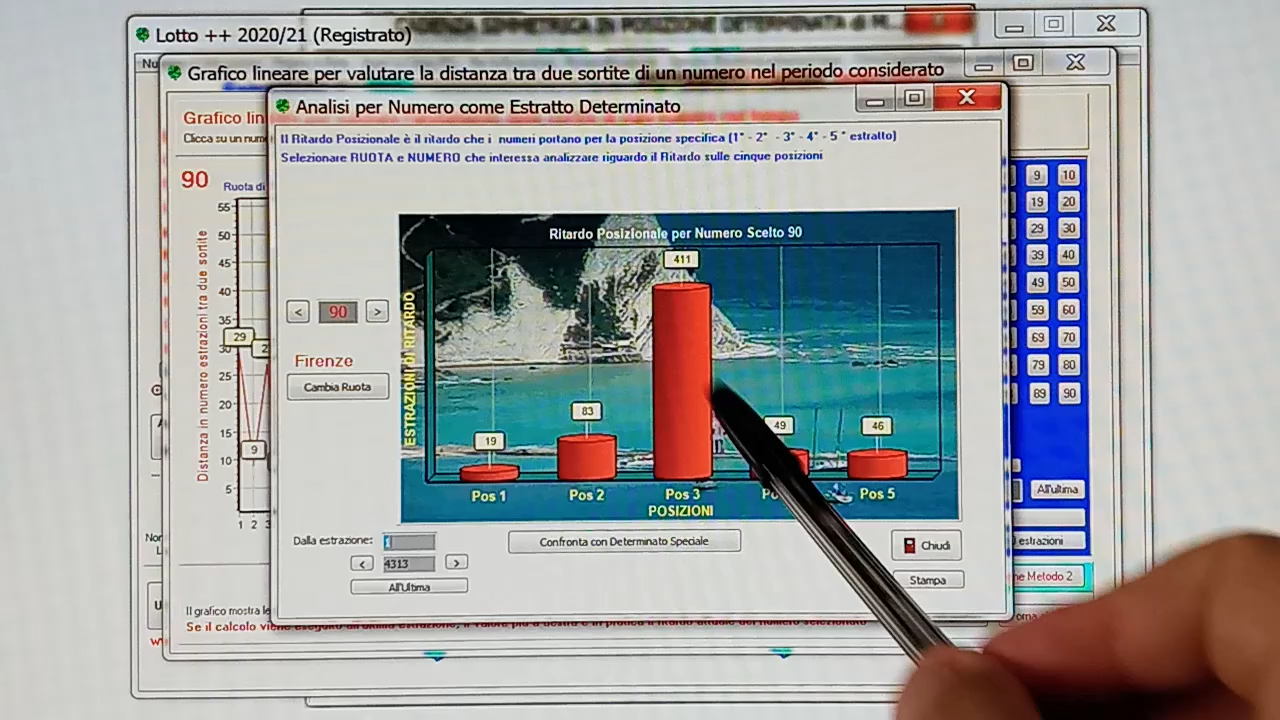 Lotto ++ 2020/21 (Registrato)
Nu
Grafico lineare per valutare la distanza tra due sortite di un numero nel periodo considerato
Grafico lin
Clicca su un nume
90
Ruota di
Distanza in numero estrazioni tra due sortite
55
50
45
40
35
30
25
20
15
10
5
29
2
9
1 2 3
Analisi per Numero come Estratto Determinato
Il Ritardo Posizionale è il ritardo che i numeri portano per la posizione specifica (1° - 2° - 3° - 4° - 5 ° estratto)
Selezionare RUOTA e NUMERO che interessa analizzare riguardo il Ritardo sulle cinque posizioni
Ritardo Posizionale per Numero Scelto 90
ESTRAZIONI DI RITARDO
19
83
411
49
46
Pos 1
Pos 2
Pos 3
Po
Pos 5
POSIZIONI
< 90 >
Firenze
Cambia Ruota
Dalla estrazione:
< 4313 >
All'Ultima
Confronta con Determinato Speciale
Chiudi
Stampa
9 10
19 20
29 30
39 40
49 50
59 60
69 70
79 80
89 90
All'ultima
estrazioni
ne Metodo 2
Il grafico mostra le